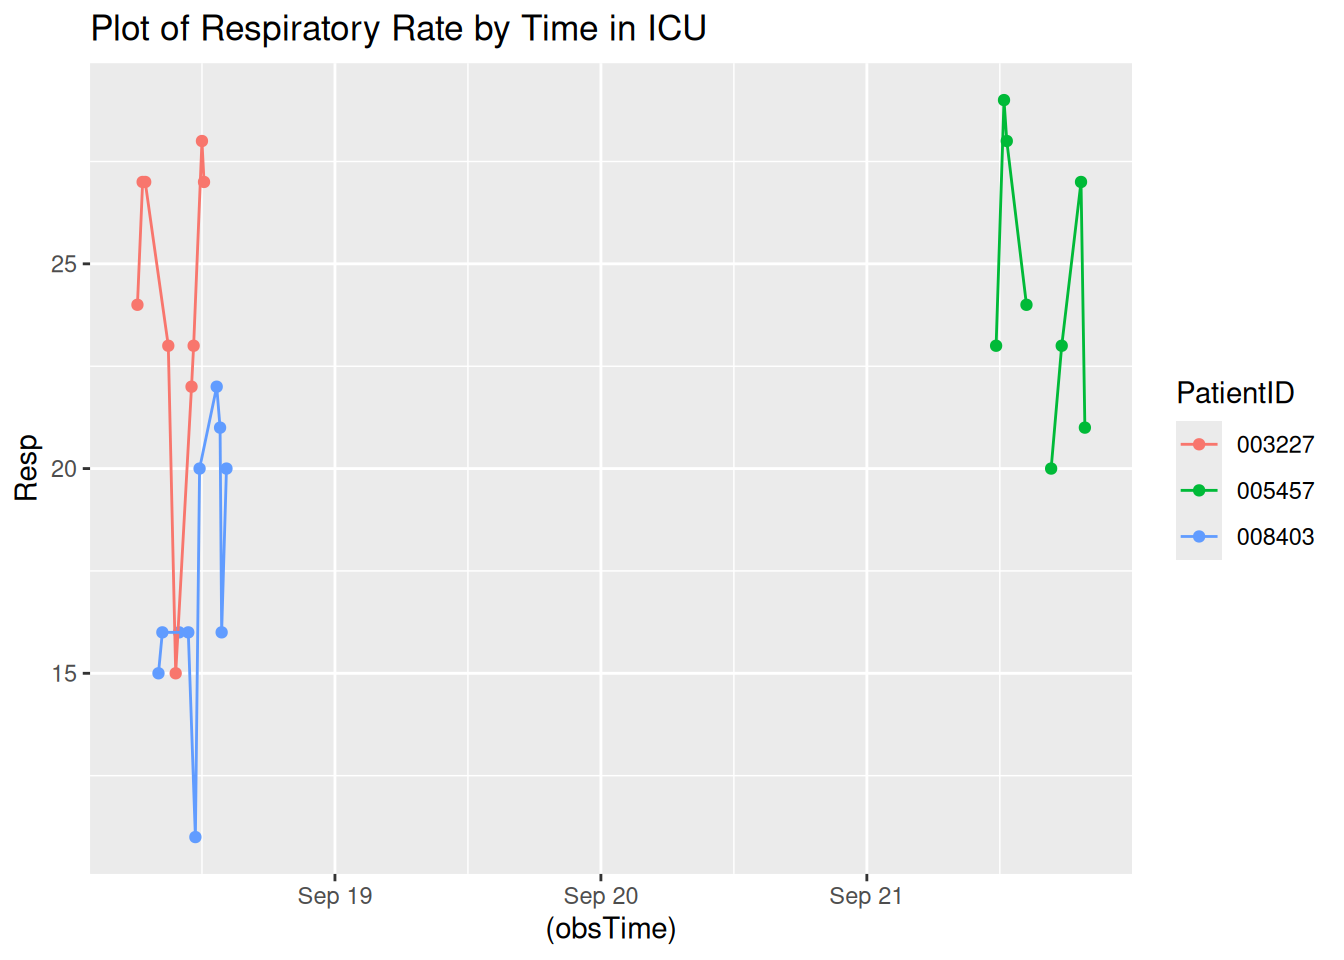 Plot of Respiratory Rate by Time in ICU
25
20
15
Resp
Sep 19
Sep 20
Sep 21
(obsTime)
PatientID
003227
005457
008403